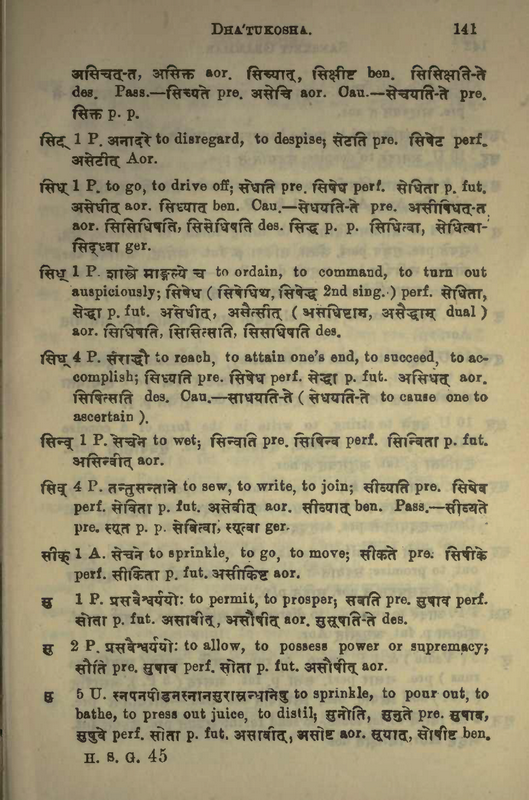 DHA'TUKOSHA. 141
असिचत्-त, असिक्त aor. सिच्यात्, सिक्षीष्ट ben. सिसिक्षति-ते
des. Pass.—सिच्यते pre. असेचि aor. Cau.—सेचयति-ते pre.
सिक्त p. p.
सिट् 1 P. अनादरे to disregard, to despise; सेटति pre. सिषेट perf.
असेटीत् Aor.
सिध् 1 P. to go, to drive off; सेधति pre. सिषेध perf. सेधिता p. fut.
असेधीत् aor. सिध्यात् ben. Cau.—सेधयति-ते pre. असीषिधत्-त
aor. सिसिधिषति, सिसेधिषति des. सिद्ध p. p. सिधित्वा, सेधित्वा-
सिद्ध्वा ger.
सिध् 1 P. शास्त्रे माङ्गल्ये च to ordain, to command, to turn out
auspiciously; सिषेध ( सिषेधिथ, सिषेद्ध 2nd sing. ) perf. सेधिता,
सेद्धा p. fut. असेधीत्, असेत्सीत् ( असेधिष्टाम्, असेद्धाम् dual )
aor. सिधिषति, सिसित्सति, सिसधिषति des.
सिध् 4 P. संराद्धौ to reach, to attain one's end, to succeed, to ac-
complish; सिध्यति pre. सिषेध perf. सेद्धा p. fut. असिधत् aor.
सिषित्सति des. Cau.—साधयति-ते ( सेधयति-ते to cause one to
ascertain ).
सिन्व् 1 P. सेचने to wet; सिन्वति pre. सिषिन्व perf. सिन्विता p. fut.
असिन्वीत् aor.
सिव् 4 P. तन्तुसन्ताने to sew, to write, to join; सीव्यति pre. सिषेव
perf. सेविता p. fut. असेवीत् aor. सीव्यात् ben. Pass.—सीव्यते
pre. स्यूत p. p. सेवित्वा, स्यूत्वा ger.
सीक् 1 A. सेचने to sprinkle, to go, to move; सीकते pre. सिषीके
perf. सीकिता p. fut. असीकिष्ट aor.
सु 1 P. प्रसवैश्वर्ययोः to permit, to prosper; सवति pre. सुषाव perf.
सोता p. fut. असावीत्, असौषीत् aor. सुसूषति-ते des.
सु 2 P. प्रसवैश्वर्ययोः to allow, to possess power or supremacy;
सौति pre. सुषाव perf. सोता p. fut. असौषीत् aor.
सु 5 U. स्नपनपीडनस्नानसुरासन्धानेषु to sprinkle, to pour out, to
bathe, to press out juice, to distil; सुनोति, सुनुते pre. सुषाव,
सुषुवे perf. सोता p. fut. असावीत्, असोष्ट aor. सूयात्, सोषीष्ट ben.
H. S. G. 45